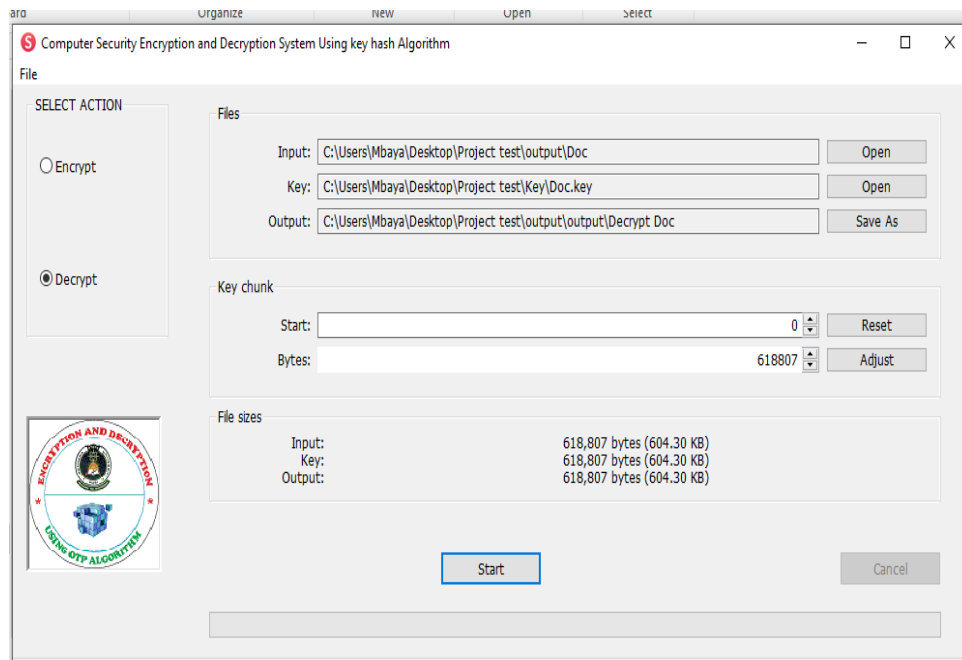 ard Organize New Open Select
S Computer Security Encryption and Decryption System Using key hash Algorithm
File
SELECT ACTION
Encrypt
Decrypt
Files
Input: C:\Users\Mbaya\Desktop\Project test\output\Doc Open
Key: C:\Users\Mbaya\Desktop\Project test\Key\Doc.key Open
Output: C:\Users\Mbaya\Desktop\Project test\output\output\Decrypt Doc Save As
Key chunk
Start: 0 Reset
Bytes: 618807 Adjust
File sizes
Input: 618,807 bytes (604.30 KB)
Key: 618,807 bytes (604.30 KB)
Output: 618,807 bytes (604.30 KB)
ENCRYPTION AND DECRYPTION
USING OTP ALGORITHM
Start Cancel